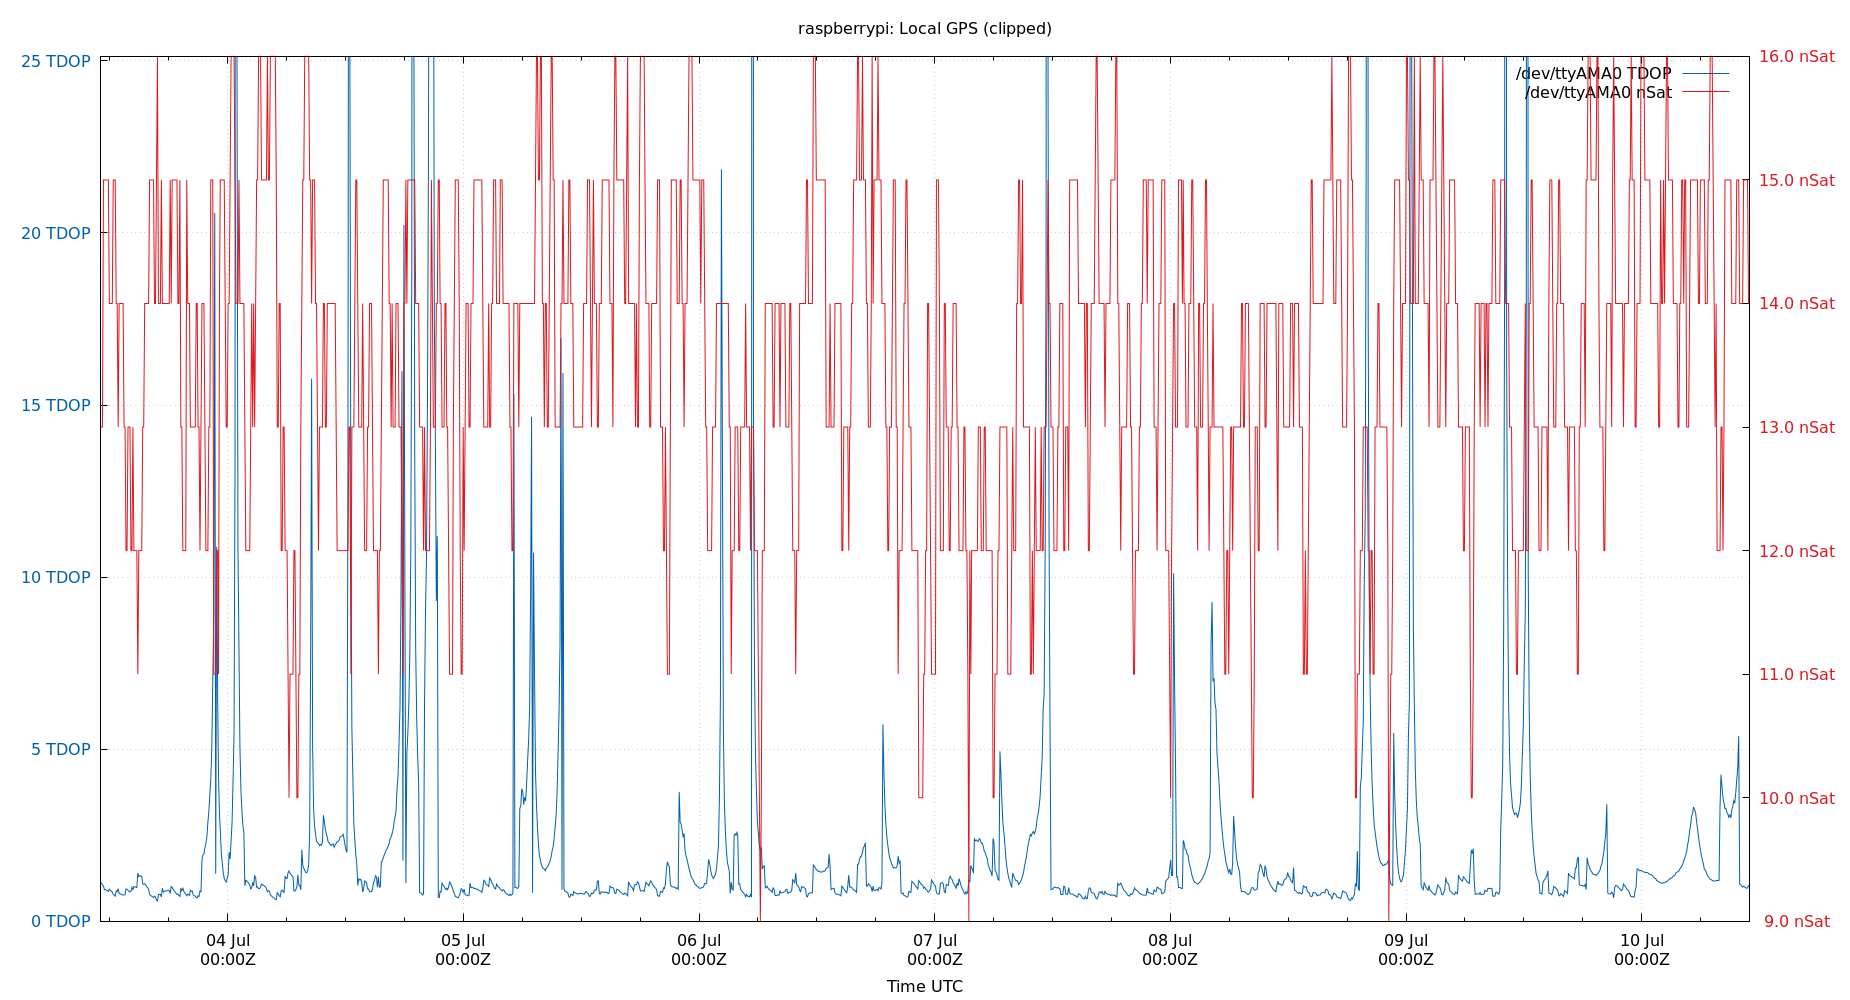 raspberrypi: Local GPS (clipped)
25 TDOP
20 TDOP
15 TDOP
10 TDOP
5 TDOP
0 TDOP
16.0 nSat
15.0 nSat
14.0 nSat
13.0 nSat
12.0 nSat
11.0 nSat
10.0 nSat
9.0 nSat
/dev/ttyAMA0 TDOP
/dev/ttyAMA0 nSat
04 Jul
00:00Z
05 Jul
00:00Z
06 Jul
00:00Z
07 Jul
00:00Z
08 Jul
00:00Z
09 Jul
00:00Z
10 Jul
00:00Z
Time UTC